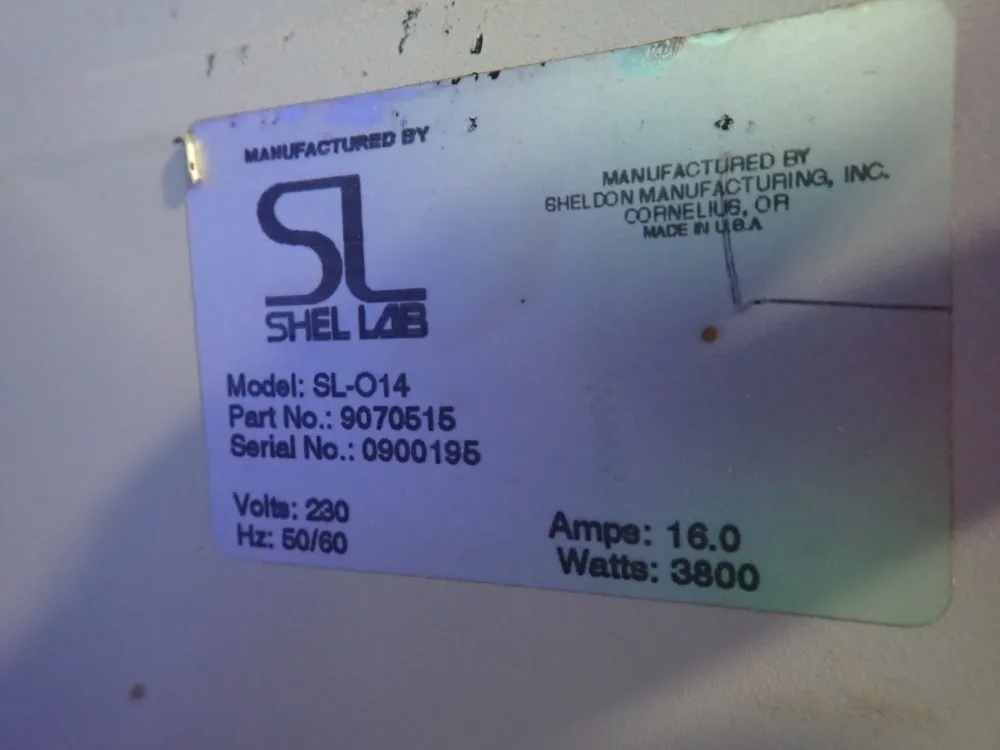 MANUFACTURED BY
SL
SHEL LAB
MANUFACTURED BY
SHELDON MANUFACTURING, INC.
CORNELIUS, OR
MADE IN U.S.A
Model: SL-O14
Part No.: 9070515
Serial No.: 0900195
Volts: 230
Hz: 50/60
Amps: 16.0
Watts: 3800